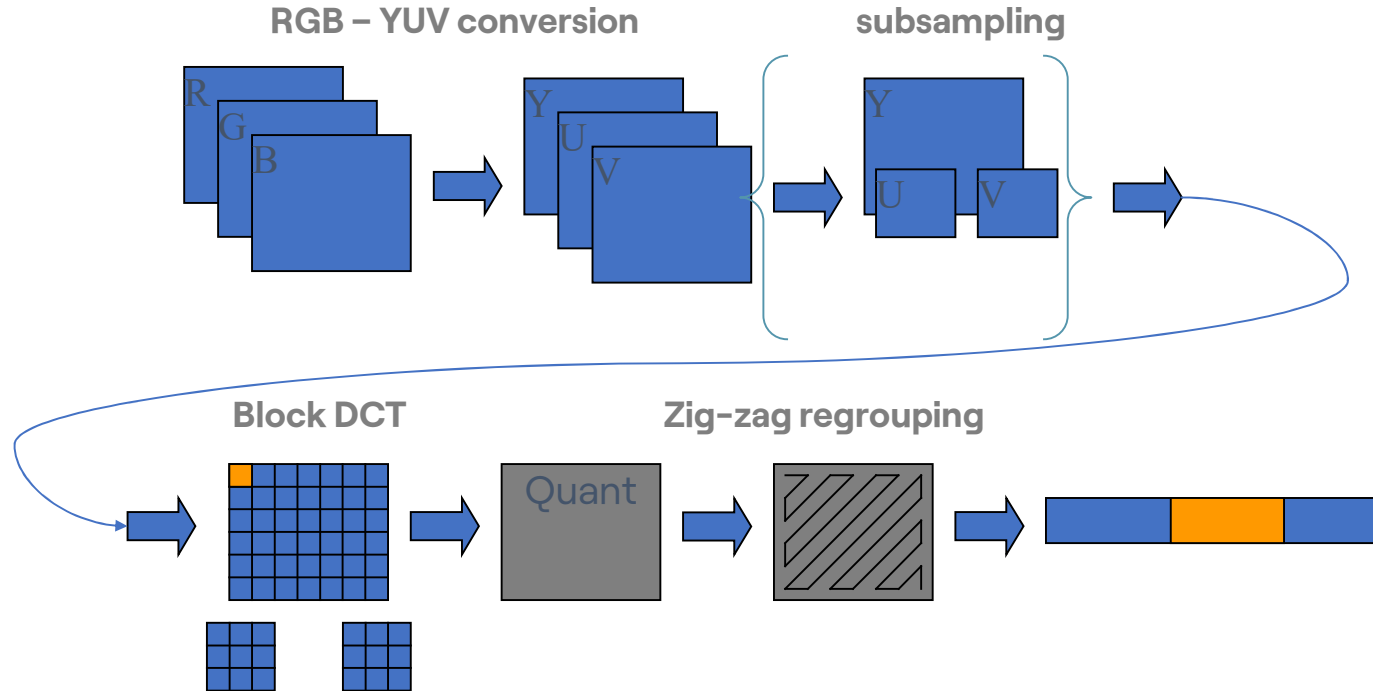 RGB – YUV conversion
subsampling
R
G
B
Y
U
V
Y
U
V
Block DCT
Zig-zag regrouping
Quant